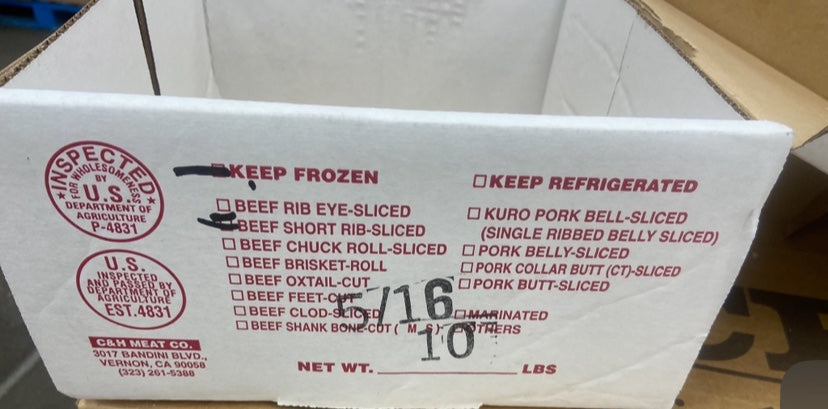 INSPECTED
FOR WHOLESOMENESS
BY
U.S.
DEPARTMENT OF
AGRICULTURE
P-4831
U.S.
INSPECTED
AND PASSED BY
DEPARTMENT OF
AGRICULTURE
EST.4831
C&H MEAT CO.
3017 BANDINI BLVD.,
VERNON, CA 90058
(323) 261-5388
KEEP FROZEN
☐ BEEF RIB EYE-SLICED
BEEF SHORT RIB-SLICED
☐ BEEF CHUCK ROLL-SLICED
☐ BEEF BRISKET-ROLL
☐ BEEF OXTAIL-CUT
☐ BEEF FEET-CUT
☐ BEEF CLOD-SLICED
☐ BEEF SHANK BONE-CUT ( M, S )
☐ KEEP REFRIGERATED
☐ KURO PORK BELL-SLICED
(SINGLE RIBBED BELLY SLICED)
☐ PORK BELLY-SLICED
☐ PORK COLLAR BUTT (CT)-SLICED
☐ PORK BUTT-SLICED
☐ MARINATED
☐ OTHERS
5/16
10
NET WT. ____ LBS